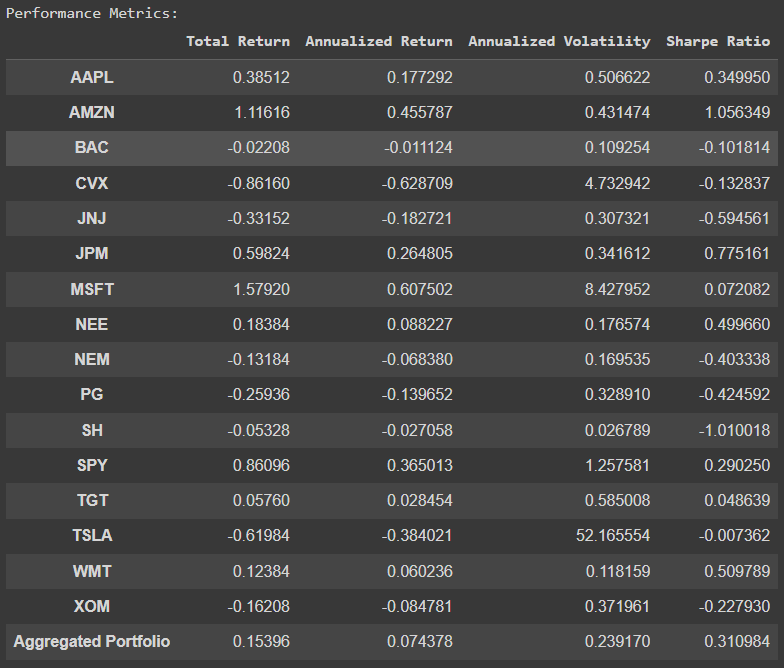 Performance Metrics:
Total Return Annualized Return Annualized Volatility Sharpe Ratio
AAPL 0.38512 0.177292 0.506622 0.349950
AMZN 1.11616 0.455787 0.431474 1.056349
BAC -0.02208 -0.011124 0.109254 -0.101814
CVX -0.86160 -0.628709 4.732942 -0.132837
JNJ -0.33152 -0.182721 0.307321 -0.594561
JPM 0.59824 0.264805 0.341612 0.775161
MSFT 1.57920 0.607502 8.427952 0.072082
NEE 0.18384 0.088227 0.176574 0.499660
NEM -0.13184 -0.068380 0.169535 -0.403338
PG -0.25936 -0.139652 0.328910 -0.424592
SH -0.05328 -0.027058 0.026789 -1.010018
SPY 0.86096 0.365013 1.257581 0.290250
TGT 0.05760 0.028454 0.585008 0.048639
TSLA -0.61984 -0.384021 52.165554 -0.007362
WMT 0.12384 0.060236 0.118159 0.509789
XOM -0.16208 -0.084781 0.371961 -0.227930
Aggregated Portfolio 0.15396 0.074378 0.239170 0.310984